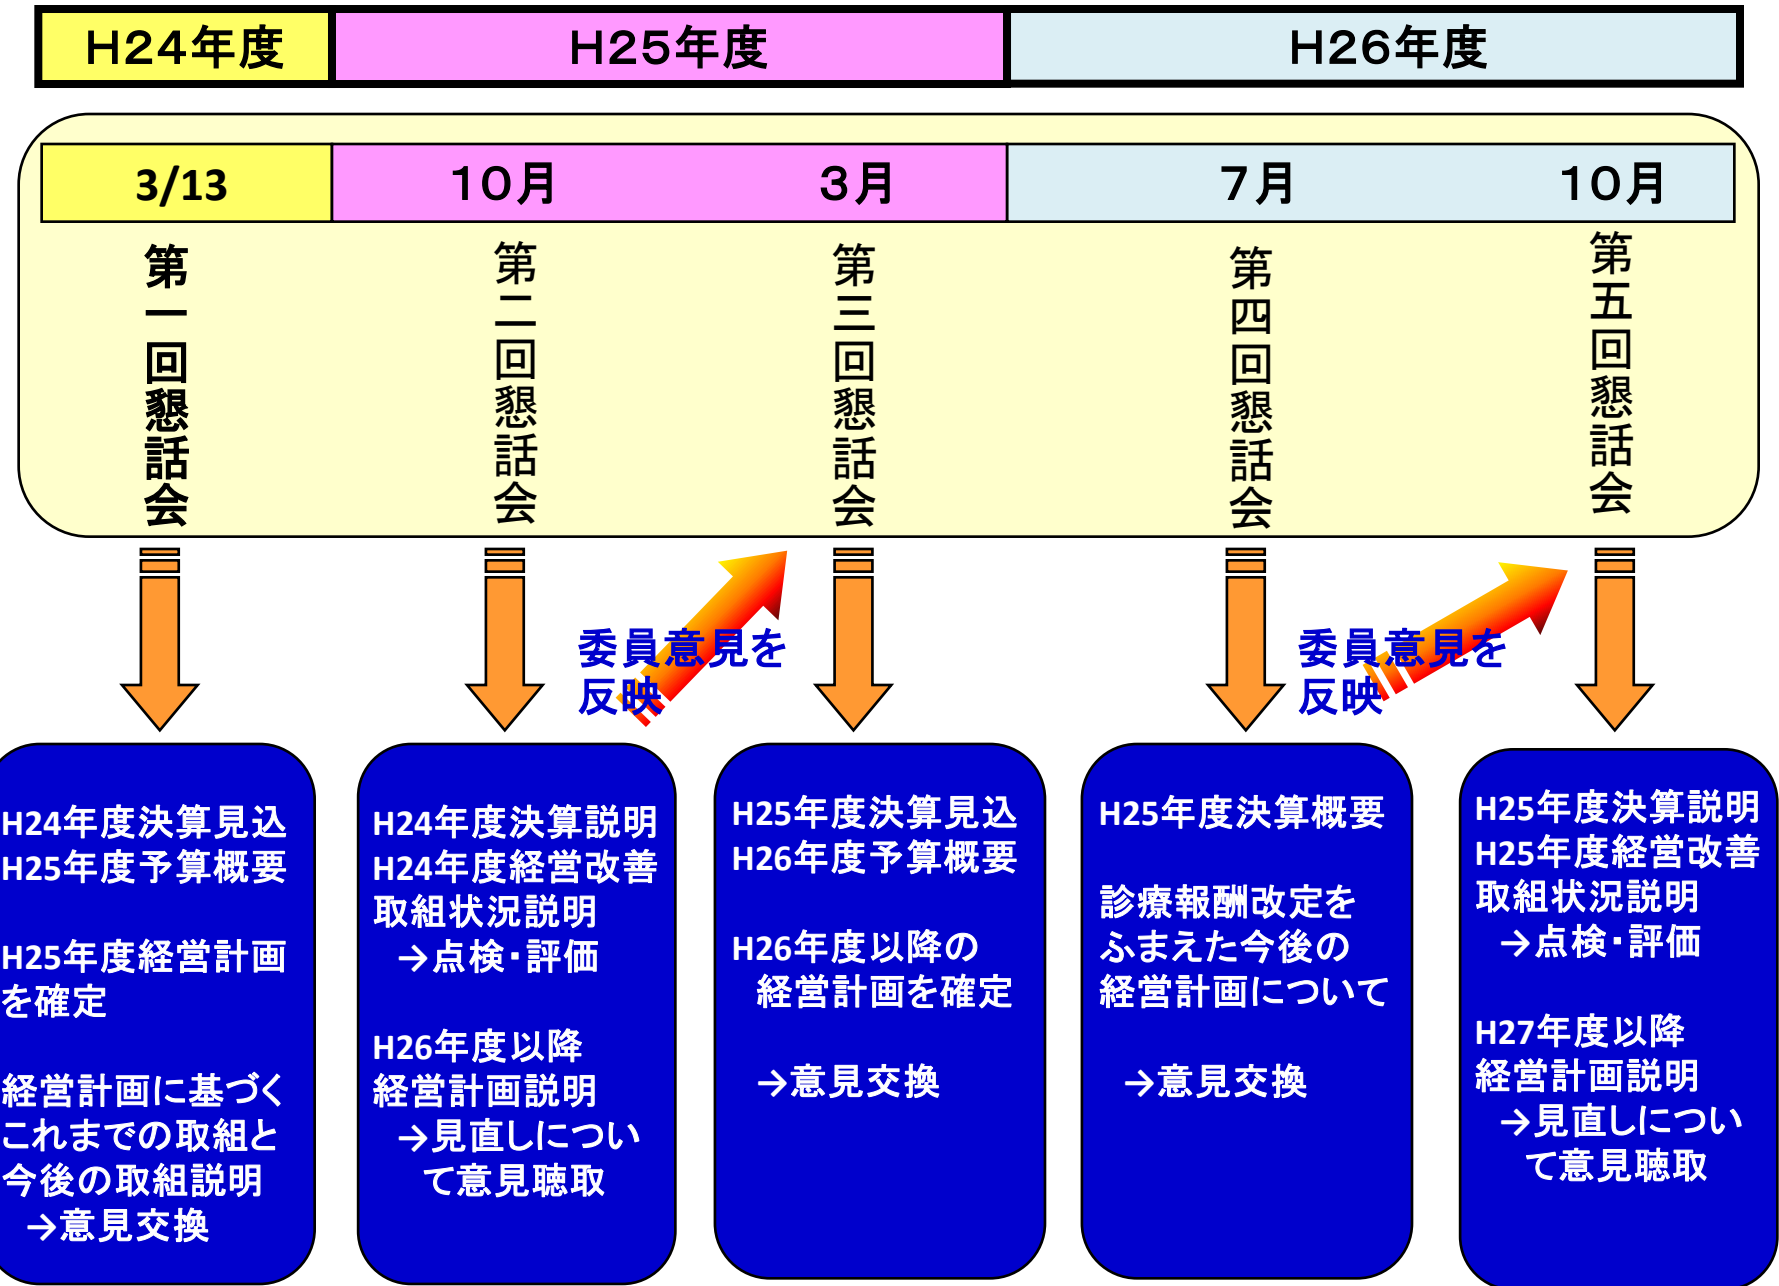 H24年度
H25年度
H26年度
3/13
10月
3月
7月
10月
第一回懇話会
第二回懇話会
第三回懇話会
第四回懇話会
第五回懇話会
委員意見を
反映
委員意見を
反映
H24年度決算見込
H25年度予算概要
H25年度経営計画
を確定
経営計画に基づく
これまでの取組と
今後の取組説明
→意見交換
H24年度決算説明
H24年度経営改善
取組状況説明
→点検・評価
H26年度以降
経営計画説明
→見直しについ
て意見聴取
H25年度決算見込
H26年度予算概要
H26年度以降の
経営計画を確定
→意見交換
H25年度決算概要
診療報酬改定を
ふまえた今後の
経営計画について
→意見交換
H25年度決算説明
H25年度経営改善
取組状況説明
→点検・評価
H27年度以降
経営計画説明
→見直しについ
て意見聴取